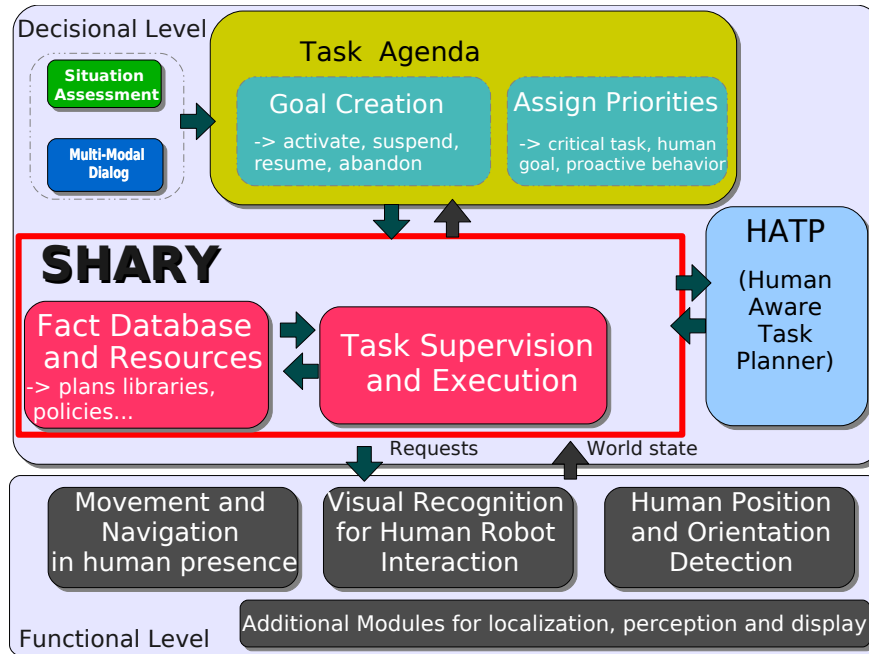 Decisional Level
Situation
Assessment
Multi-Modal
Dialog
Task Agenda
Goal Creation
-> activate, suspend,
resume, abandon
Assign Priorities
-> critical task, human
goal, proactive behavior
SHARY
Fact Database
and Resources
-> plans libraries,
policies...
Task Supervision
and Execution
HATP
(Human
Aware
Task
Planner)
Requests
World state
Movement and
Navigation
in human presence
Visual Recognition
for Human Robot
Interaction
Human Position
and Orientation
Detection
Additional Modules for localization, perception and display
Functional Level